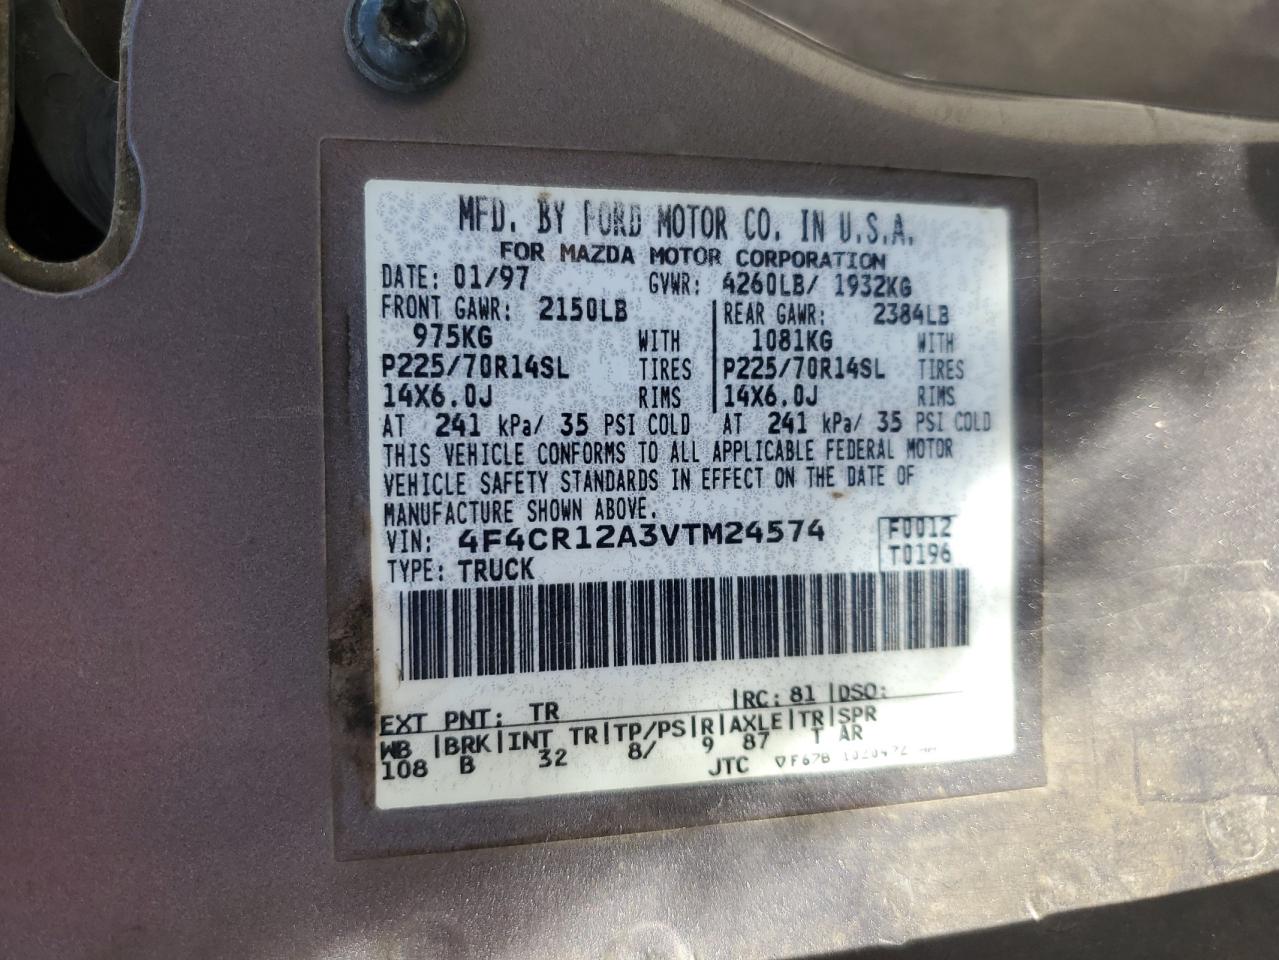 MFD. BY FORD MOTOR CO. IN U.S.A.
FOR MAZDA MOTOR CORPORATION
DATE: 01/97 GVWR: 4260LB/ 1932KG
FRONT GAWR: 2150LB REAR GAWR: 2384LB
975KG WITH 1081KG WITH
P225/70R14SL TIRES P225/70R14SL TIRES
14X6.0J RIMS 14X6.0J RIMS
AT 241 kPa/ 35 PSI COLD AT 241 kPa/ 35 PSI COLD
THIS VEHICLE CONFORMS TO ALL APPLICABLE FEDERAL MOTOR
VEHICLE SAFETY STANDARDS IN EFFECT ON THE DATE OF
MANUFACTURE SHOWN ABOVE.
VIN: 4F4CR12A3VTM24574 F0012
TYPE: TRUCK T0196
EXT PNT: TR |RC: 81 |DSO:
WB |BRK|INT TR|TP/PS|R|AXLE|TR|SPR
108 B 32 8/ 9 87 T AR
JTC ▽F67B